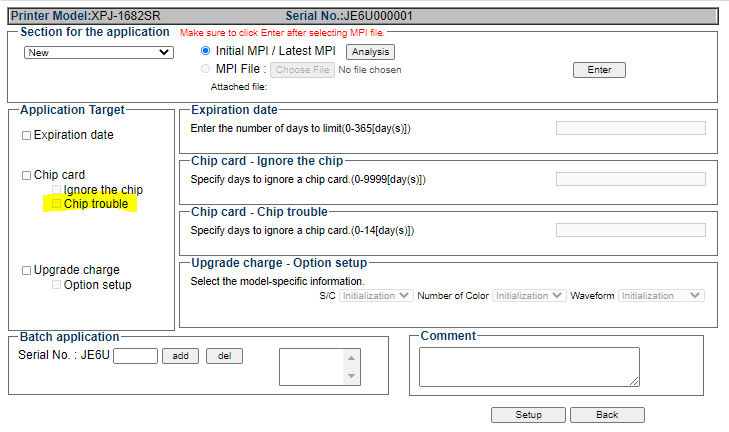 Printer Model:XPJ-1682SR Serial No.:JE6U000001
Section for the application Make sure to click Enter after selecting MPI file.
New
Initial MPI / Latest MPI Analysis
MPI File : Choose File No file chosen
Enter
Attached file:
Application Target
Expiration date
Chip card
Ignore the chip
Chip trouble
Upgrade charge
Option setup
Expiration date
Enter the number of days to limit(0-365[day(s)])
Chip card - Ignore the chip
Specify days to ignore a chip card.(0-9999[day(s)])
Chip card - Chip trouble
Specify days to ignore a chip card.(0-14[day(s)])
Upgrade charge - Option setup
Select the model-specific information.
S/C Initialization Number of Color Initialization Waveform Initialization
Batch application
Serial No. : JE6U add del
Comment
Setup Back